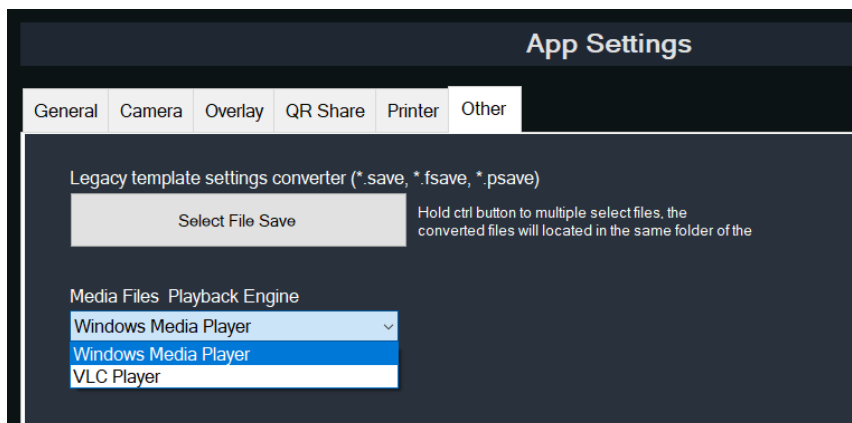 App Settings
General Camera Overlay QR Share Printer Other
Legacy template settings converter (*.save, *.fsave, *.psave)
Select File Save
Hold ctrl button to multiple select files, the
converted files will located in the same folder of the
Media Files  Playback Engine
Windows Media Player
Windows Media Player
VLC Player